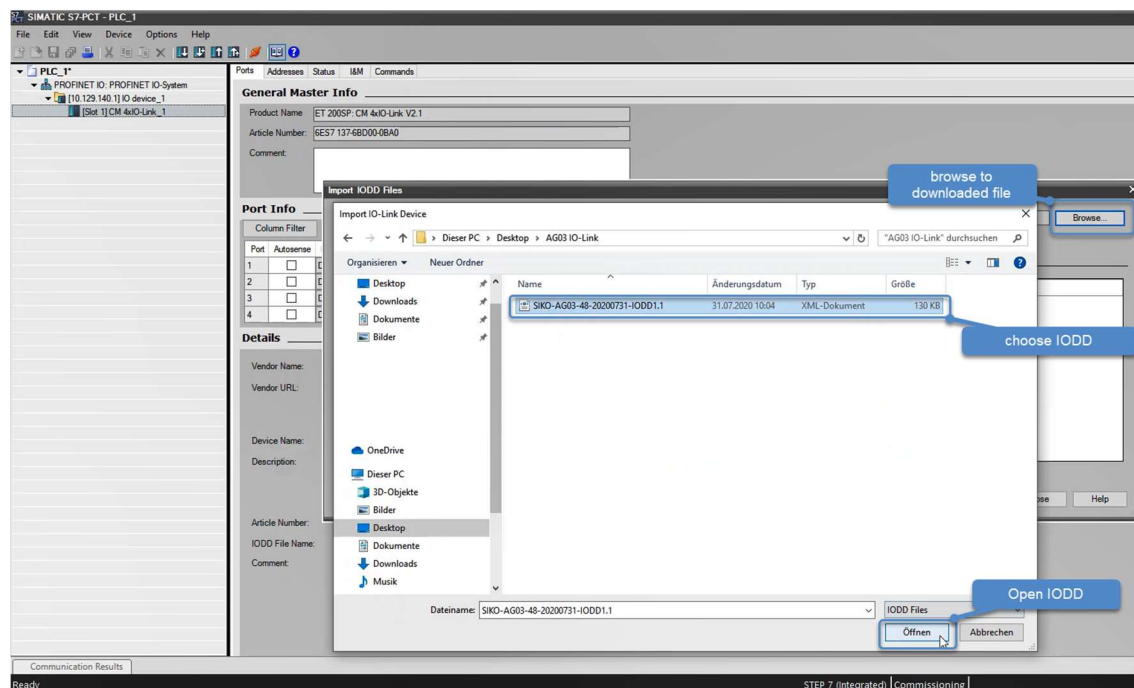 SIMATIC S7-PCT - PLC_1
File Edit View Device Options Help
PLC_1*
PROFINET IO: PROFINET IO-System
[10.129.140.1] IO device_1
[Slot 1] CM 4xIO-Link_1
Ports Addresses Status I&M Commands
General Master Info
Product Name ET 200SP: CM 4xIO-Link V2.1
Article Number: 6ES7 137-6BD00-0BA0
Comment:
Import IODD Files
browse to
downloaded file
Browse...
Port Info
Column Filter
Port Autosense
1
2
3
4
Details
Vendor Name:
Vendor URL:
Device Name:
Description:
Article Number:
IODD File Name:
Comment:
Import IO-Link Device
Dieser PC > Desktop > AG03 IO-Link
"AG03 IO-Link" durchsuchen
Organisieren Neuer Ordner
Desktop
Downloads
Dokumente
Bilder
OneDrive
Dieser PC
3D-Objekte
Bilder
Desktop
Dokumente
Downloads
Musik
Name Änderungsdatum Typ Größe
SIKO-AG03-48-20200731-IODD1.1 31.07.2020 10:04 XML-Dokument 130 KB
choose IODD
Help
Open IODD
Dateiname: SIKO-AG03-48-20200731-IODD1.1 IODD Files
Öffnen Abbrechen
Communication Results
Ready STEP 7 (Integrated) Commissioning